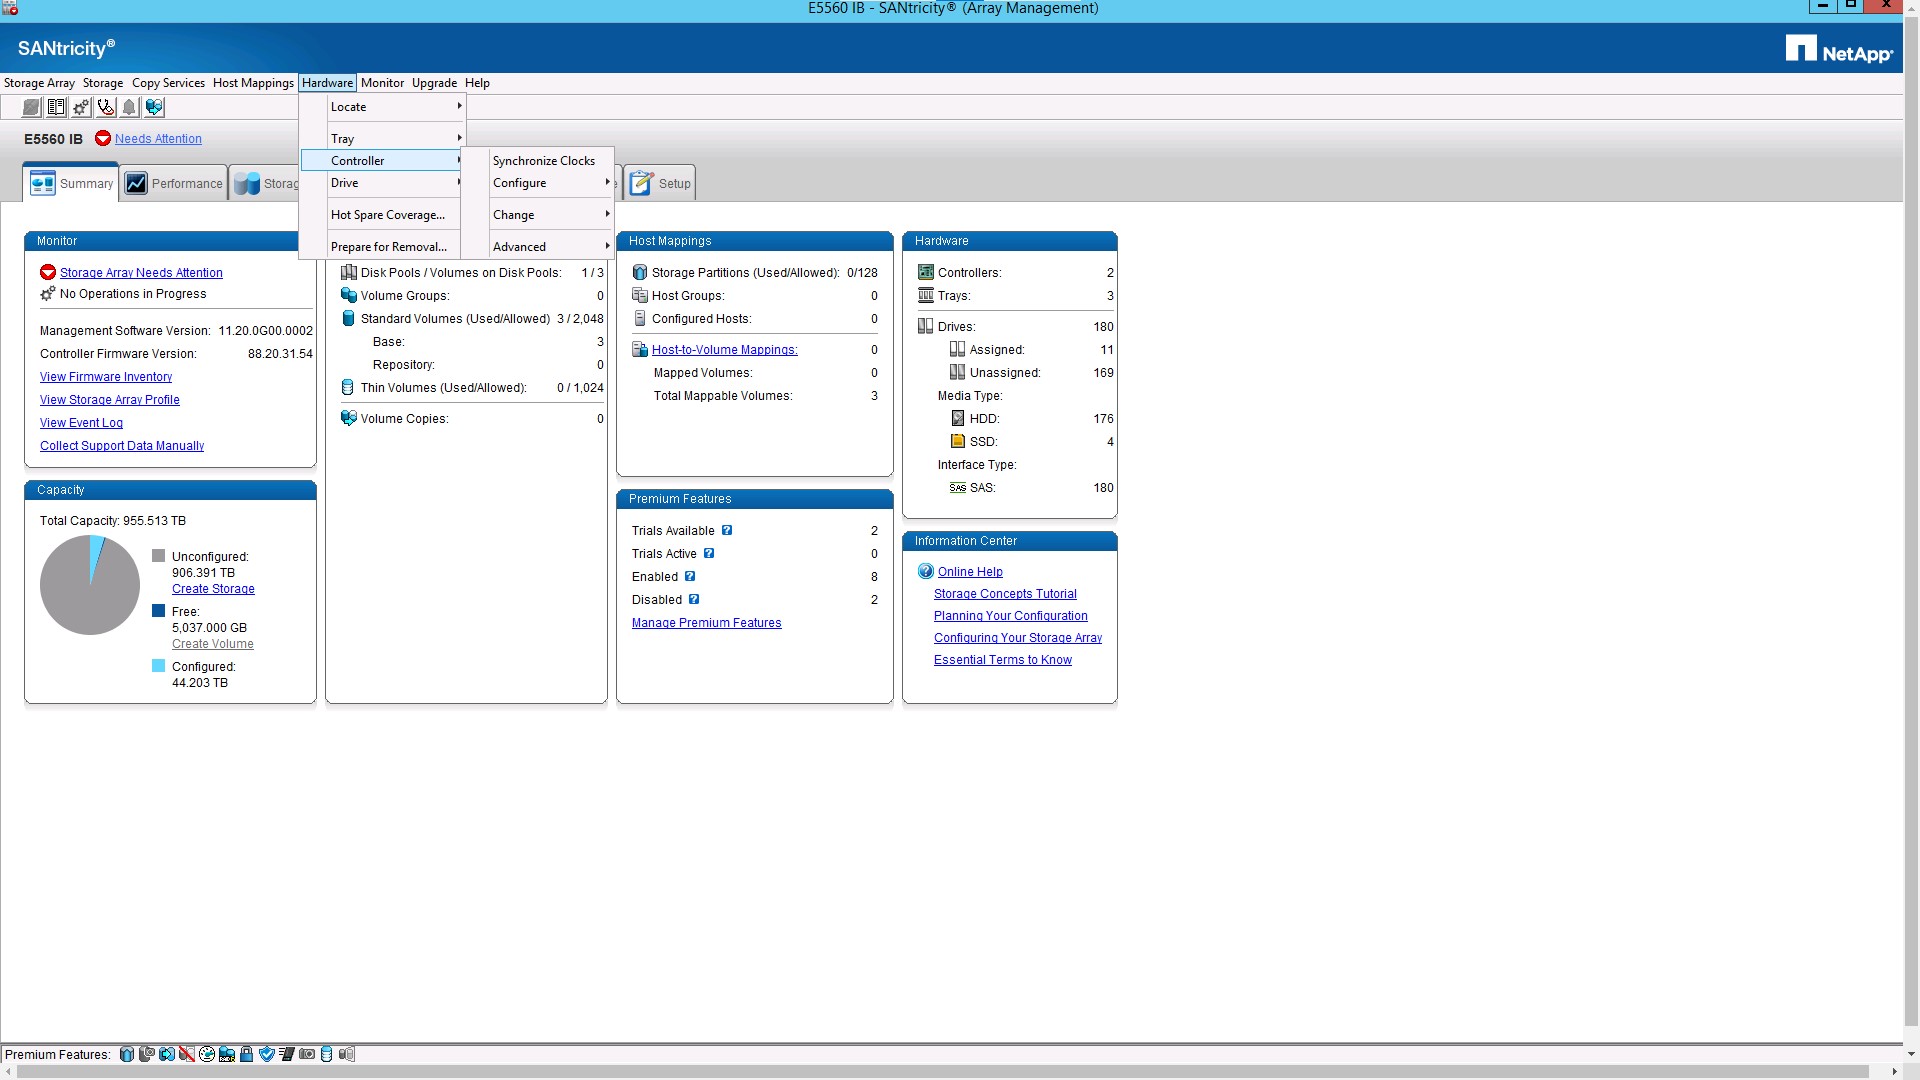 E5560 IB - SANtricity® (Array Management)
SANtricity®
NetApp®
Storage Array Storage Copy Services Host Mappings Hardware Monitor Upgrade Help
E5560 IB Needs Attention
Summary Performance Setup
Locate
Tray
Controller
Drive
Hot Spare Coverage...
Prepare for Removal...
Synchronize Clocks
Configure
Change
Advanced
Monitor
Storage Array Needs Attention
No Operations in Progress
Management Software Version: 11.20.0G00.0002
Controller Firmware Version: 88.20.31.54
View Firmware Inventory
View Storage Array Profile
View Event Log
Collect Support Data Manually
Capacity
Total Capacity: 955.513 TB
Unconfigured:
906.391 TB
Create Storage
Free:
5,037.000 GB
Create Volume
Configured:
44.203 TB
Disk Pools / Volumes on Disk Pools: 1 / 3
Volume Groups: 0
Standard Volumes (Used/Allowed) 3 / 2,048
Base: 3
Repository: 0
Thin Volumes (Used/Allowed): 0 / 1,024
Volume Copies: 0
Host Mappings
Storage Partitions (Used/Allowed): 0/128
Host Groups: 0
Configured Hosts: 0
Host-to-Volume Mappings: 0
Mapped Volumes: 0
Total Mappable Volumes: 3
Premium Features
Trials Available ? 2
Trials Active ? 0
Enabled ? 8
Disabled ? 2
Manage Premium Features
Hardware
Controllers: 2
Trays: 3
Drives: 180
Assigned: 11
Unassigned: 169
Media Type:
HDD: 176
SSD: 4
Interface Type:
SAS SAS: 180
Information Center
? Online Help
Storage Concepts Tutorial
Planning Your Configuration
Configuring Your Storage Array
Essential Terms to Know
Premium Features: